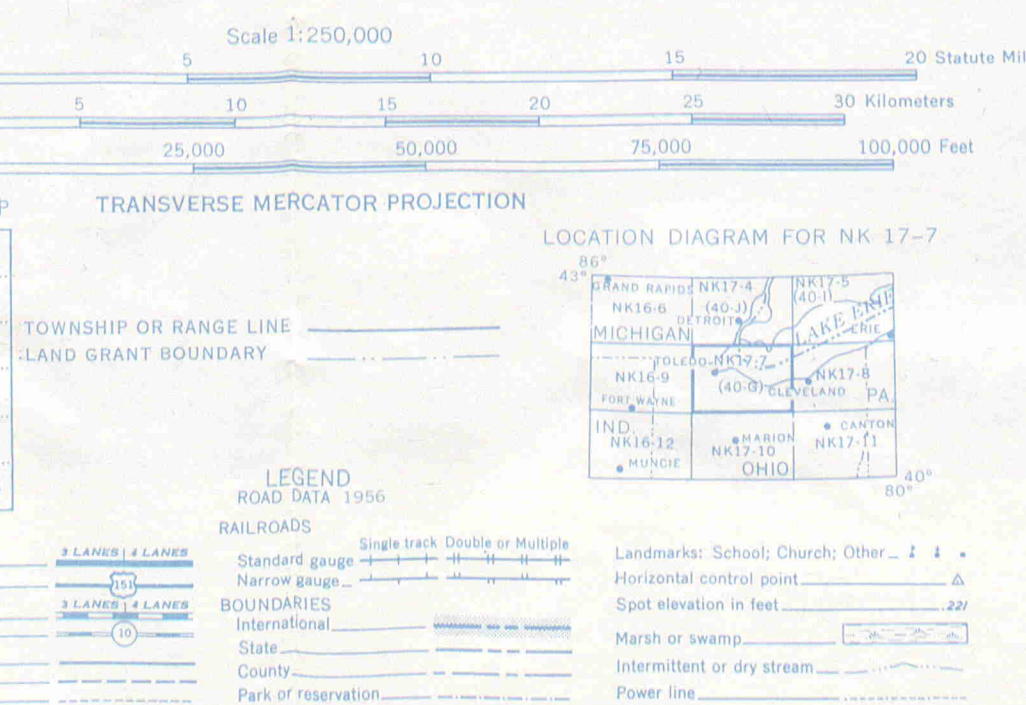 Scale 1:250,000
5 10 15 20 Statute Mil
5 10 15 20 25 30 Kilometers
25,000 50,000 75,000 100,000 Feet
P
TRANSVERSE MERCATOR PROJECTION
TOWNSHIP OR RANGE LINE
LAND GRANT BOUNDARY
LOCATION DIAGRAM FOR NK 17-7
86°
43°
GRAND RAPIDS NK17-4 NK17-5
NK16-6 (40-J) (40-I)
DETROIT LAKE ERIE
MICHIGAN ERIE
TOLEDO NK17-7
NK16-9 (40-G) NK17-8
CLEVELAND PA.
FORT WAYNE
IND. CANTON
NK16-12 MARION NK17-11
NK17-10
MUNCIE OHIO
40°
80°
LEGEND
ROAD DATA 1956
3 LANES 4 LANES
151
3 LANES 4 LANES
10
RAILROADS
Single track Double or Multiple
Standard gauge
Narrow gauge
BOUNDARIES
International
State
County
Park or reservation
Landmarks: School; Church; Other
Horizontal control point
Spot elevation in feet .221
Marsh or swamp
Intermittent or dry stream
Power line